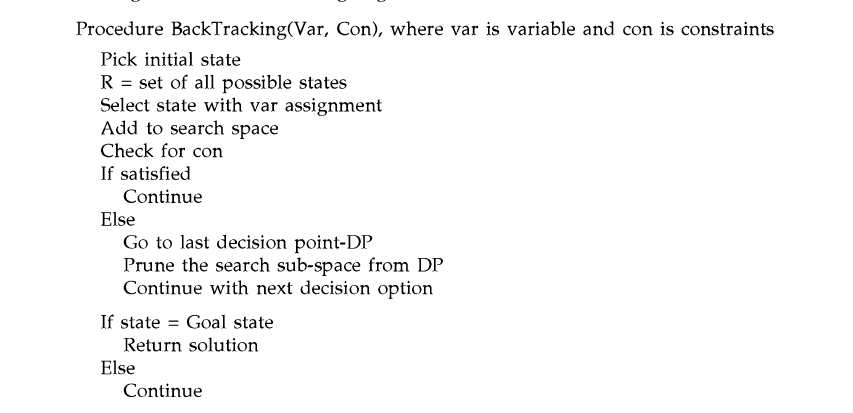 Procedure BackTracking(Var, Con), where var is variable and con is constraints
Pick initial state
R = set of all possible states
Select state with var assignment
Add to search space
Check for con
If satisfied
Continue
Else
Go to last decision point-DP
Prune the search sub-space from DP
Continue with next decision option
If state = Goal state
Return solution
Else
Continue